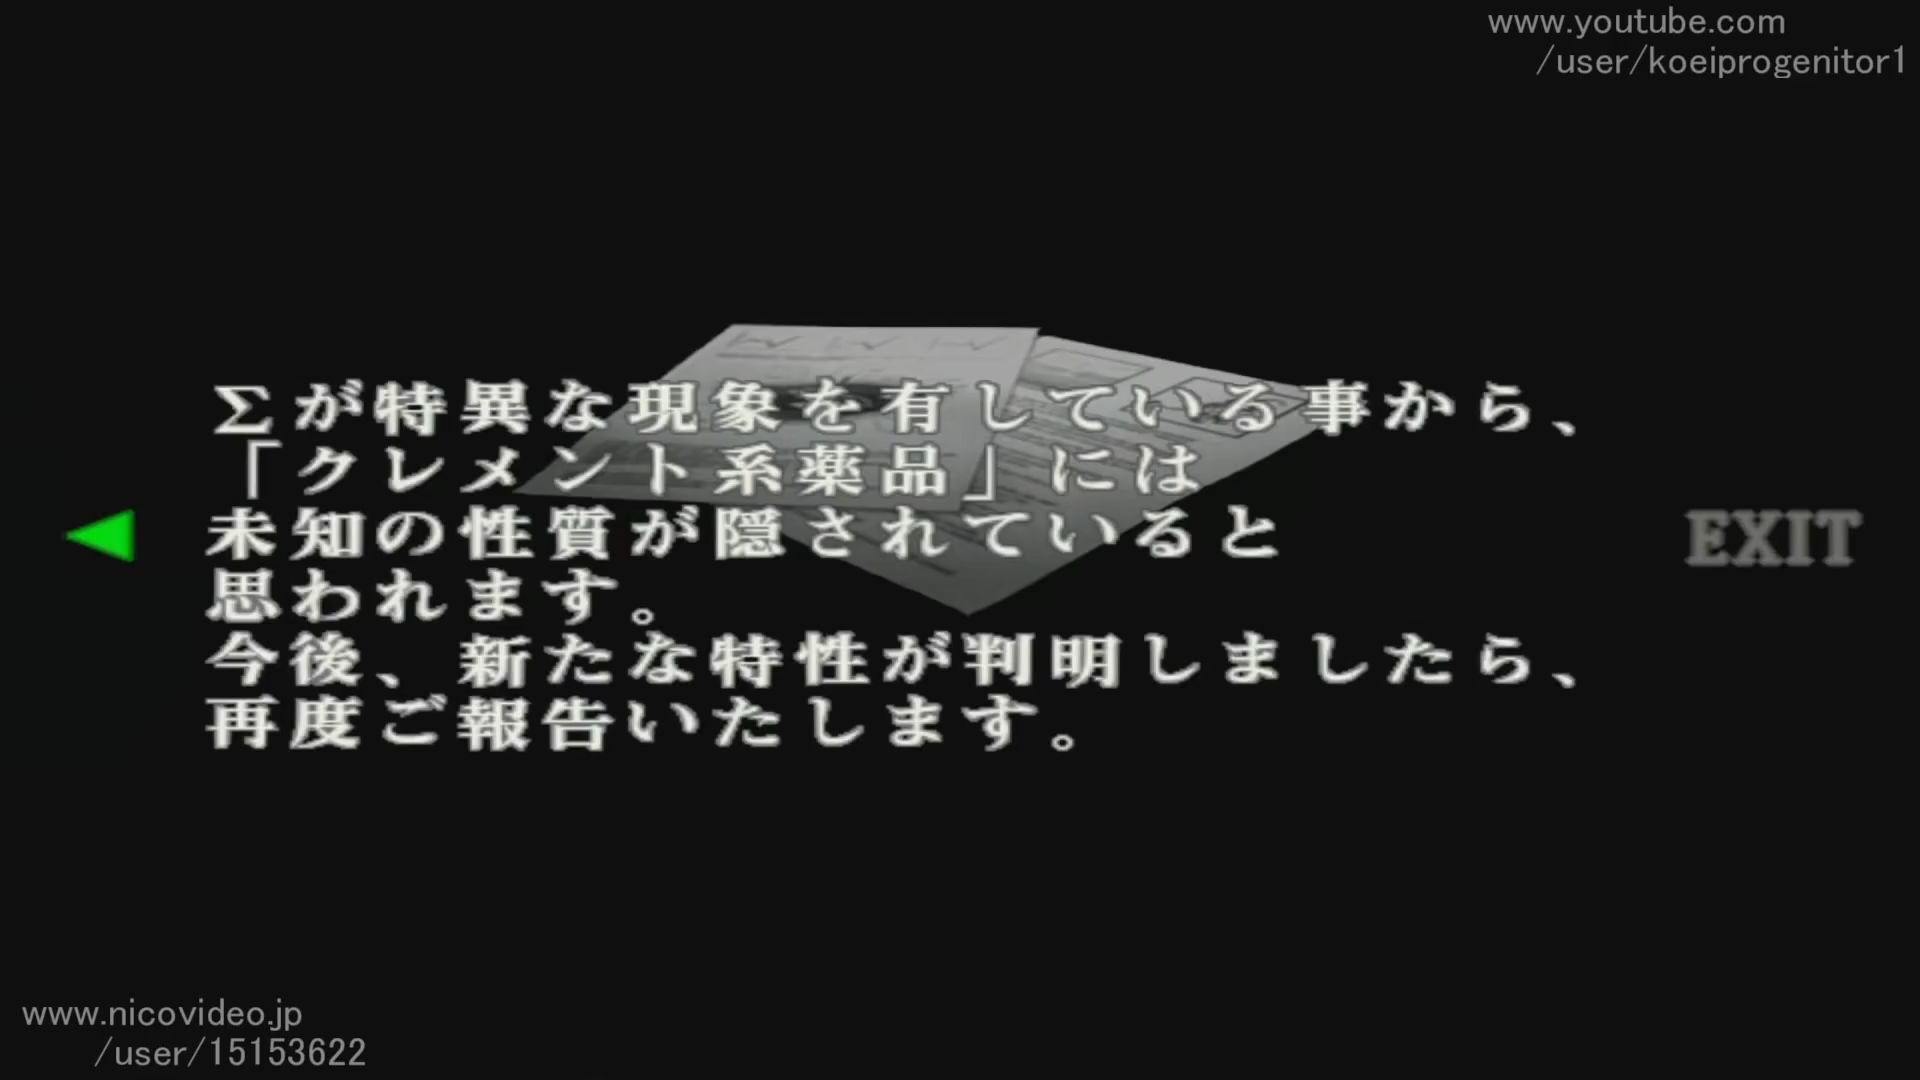 www.youtube.com
/user/koeiprogenitor1
Σが特異な現象を有している事から、
「クレメント系薬品」には
未知の性質が隠されていると
思われます。
今後、新たな特性が判明しましたら、
再度ご報告いたします。
EXIT
www.nicovideo.jp
/user/15153622